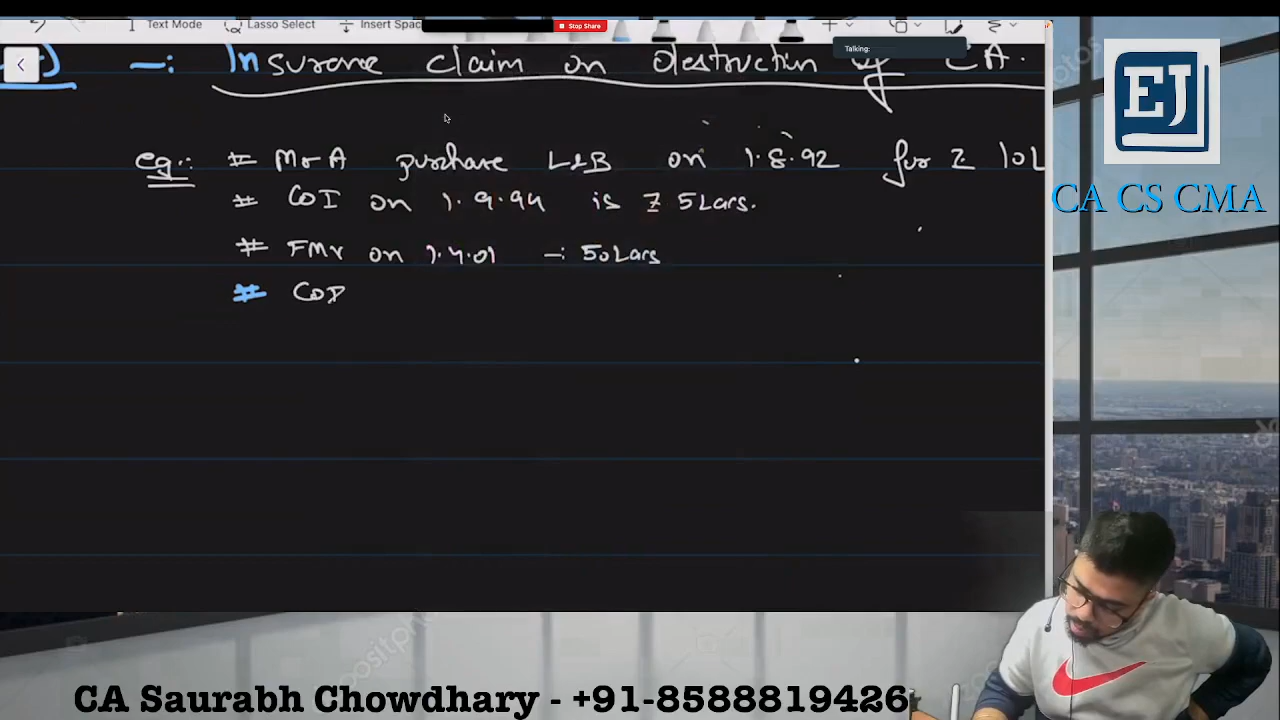 Text Mode Lasso Select Insert Spac
Stop Share
Talking:
—: Insurane claim on destruction of CA.
EJ
eg:- # Mr A purchase L&B on 1.8.92 for ₹ 10L
CA CS CMA
# COI on 1.9.94 is ₹ 5Lacs.
# FMV on 1.4.01 —: 50Lacs
# COI
CA Saurabh Chowdhary - +91-8588819426